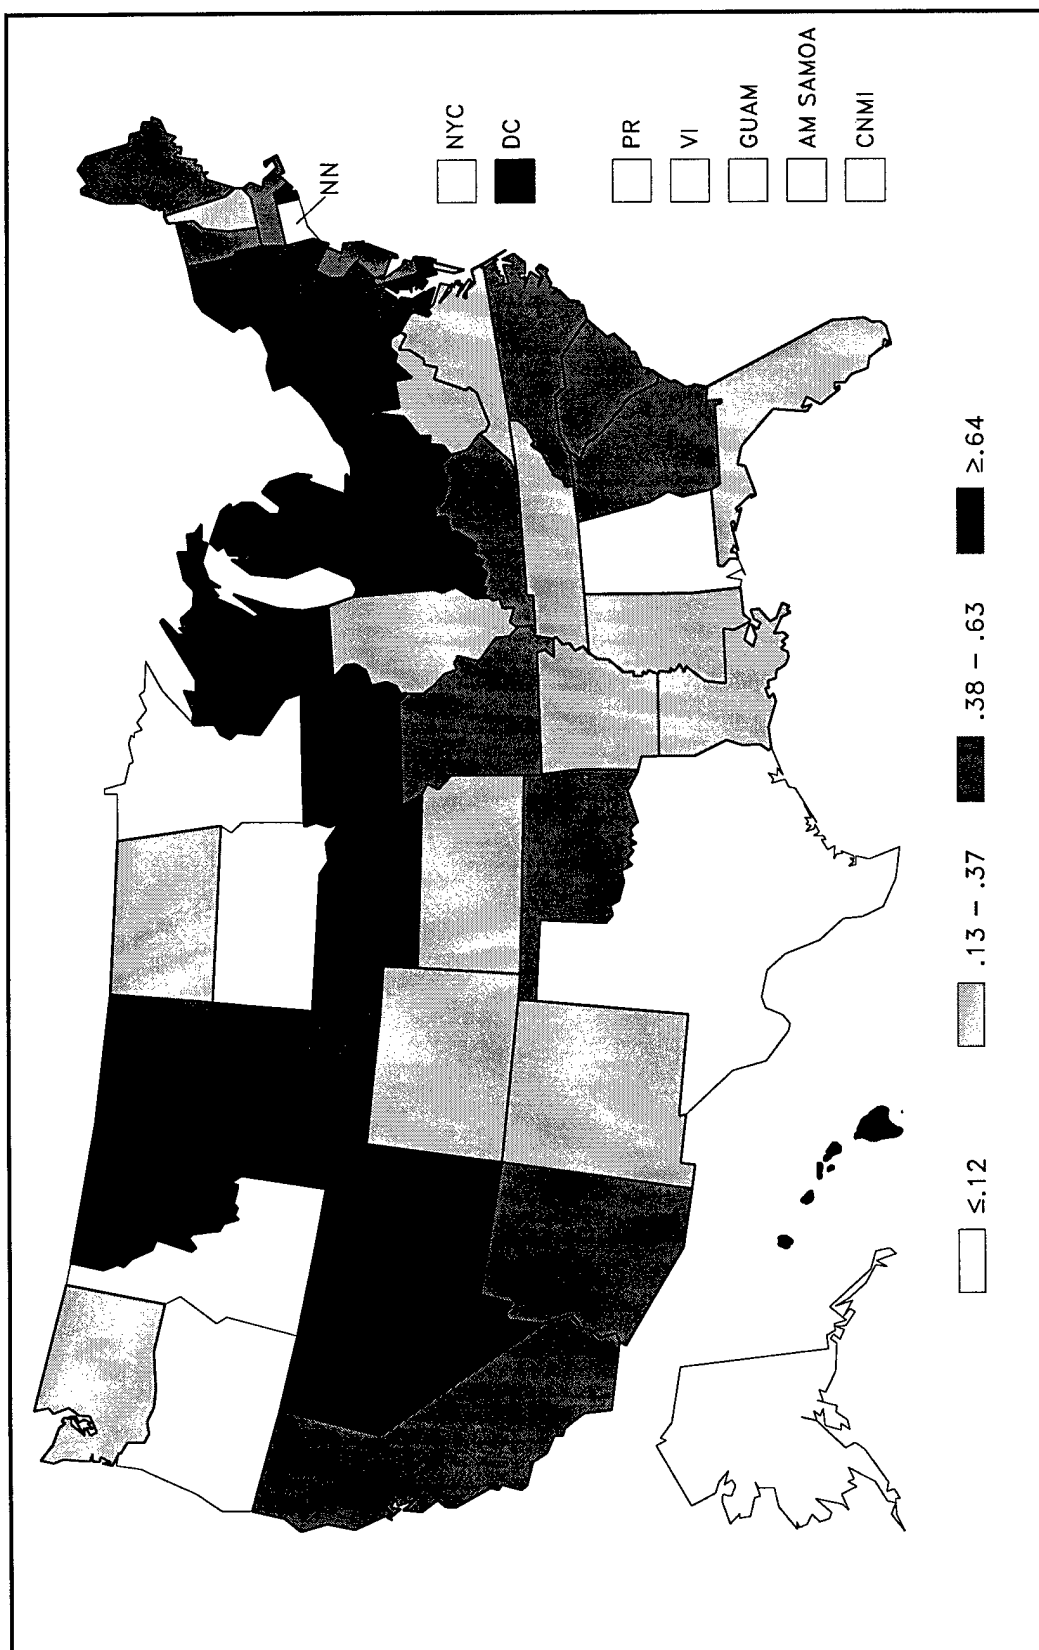 NN
NYC
DC
PR
VI
GUAM
AM SAMOA
CNMI
≤.12
.13 – .37
.38 – .63
≥.64